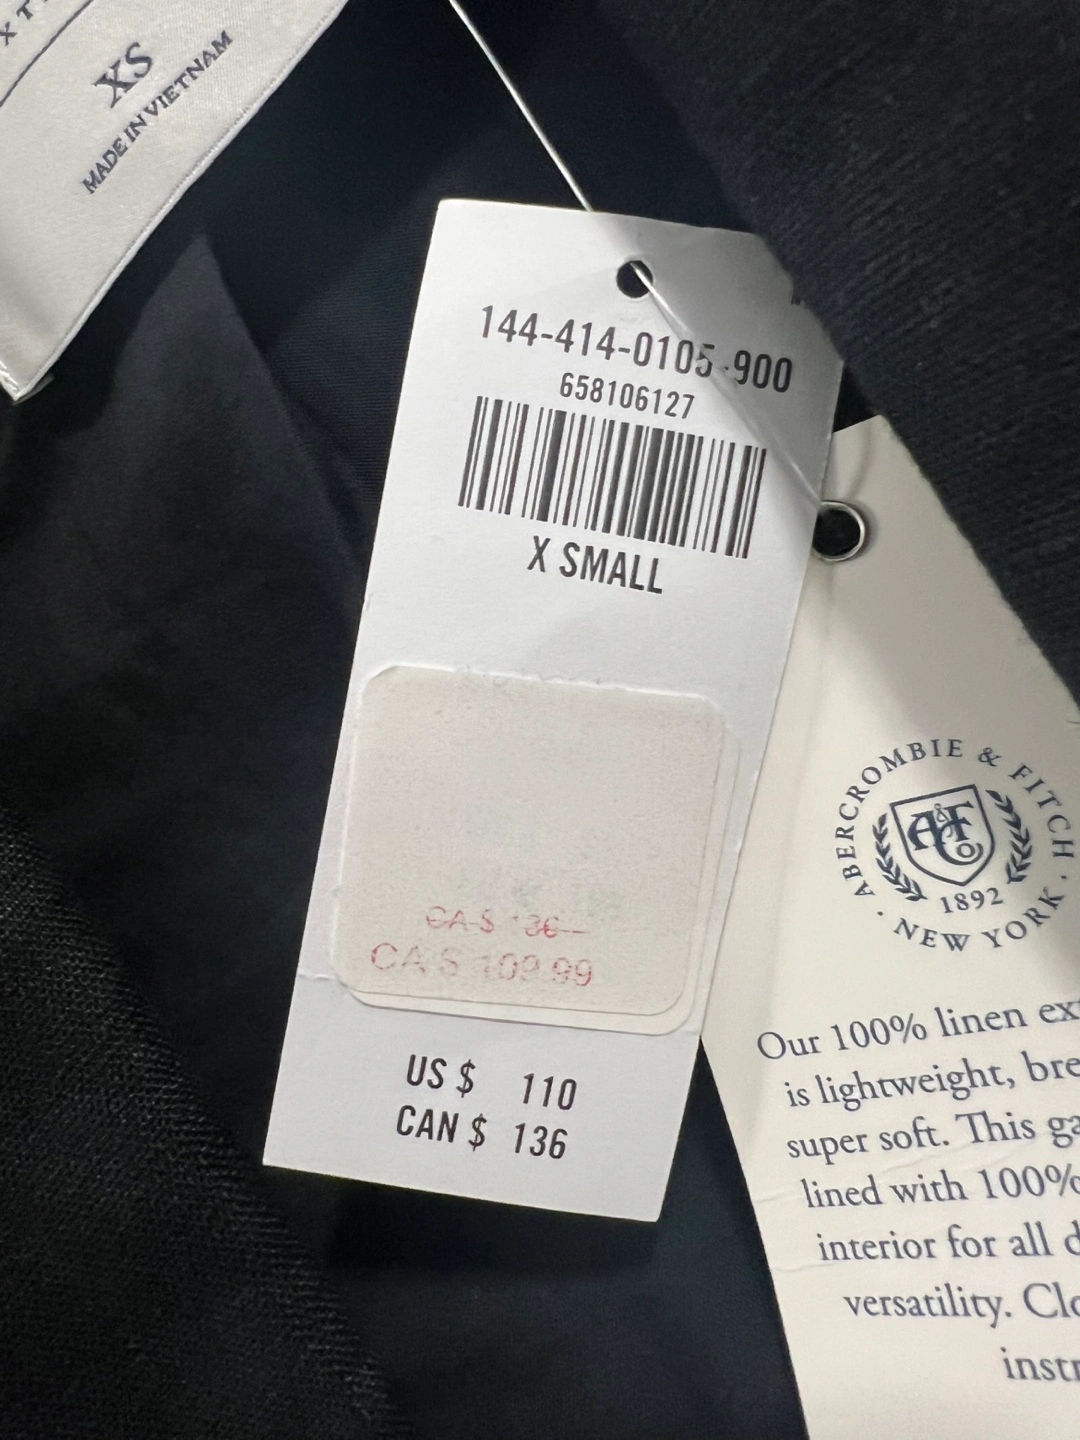 XS
MADE IN VIETNAM
144-414-0105-900
658106127
X SMALL
CA $ 136.-
CA $ 109.99
US $ 110
CAN $ 136
ABERCROMBIE & FITCH
A&F Co
1892
· NEW YORK ·
Our 100% linen
is lightweight,
super soft. This
lined with 100%
interior for all
versatility.